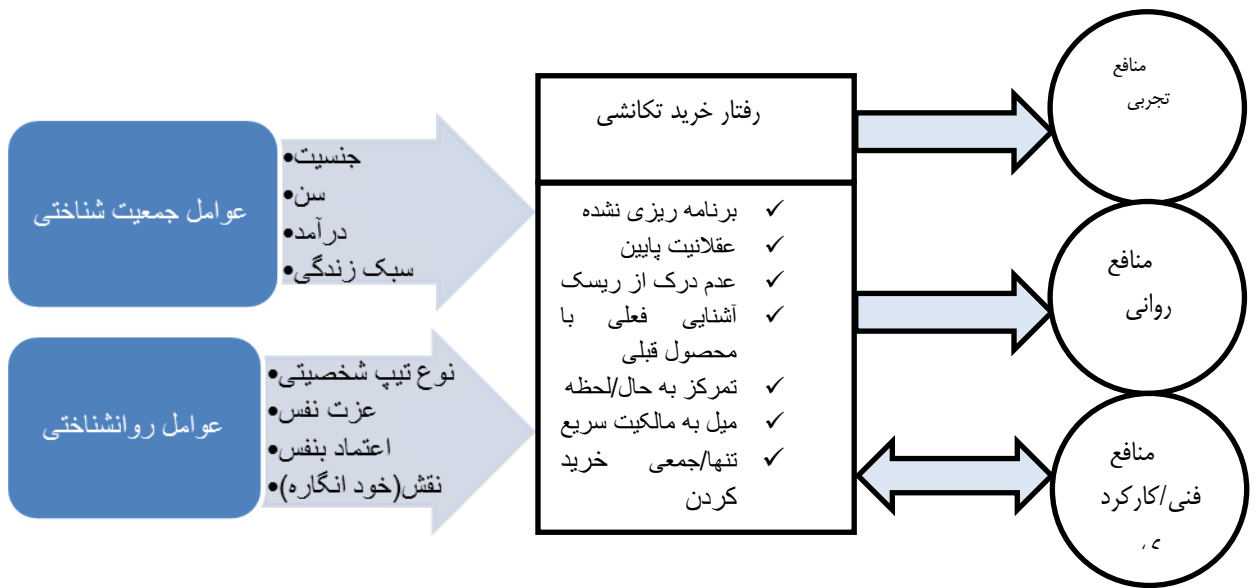 عوامل جمعیت شناختی
•جنسیت
•سن
•درآمد
•سبک زندگی
عوامل روانشناختی
•نوع تیپ شخصیتی
•عزت نفس
•اعتماد بنفس
•نقش(خود انگاره)
رفتار خرید تکانشی
✓ برنامه ریزی نشده
✓ عقلانیت پایین
✓ عدم درک از ریسک
✓ آشنایی فعلی با
محصول قبلی
✓ تمرکز به حال/لحظه
✓ میل به مالکیت سریع
✓ تنها/جمعی خرید
کردن
منافع
تجربی
منافع
روانی
منافع
فنی/کارکرد
ی